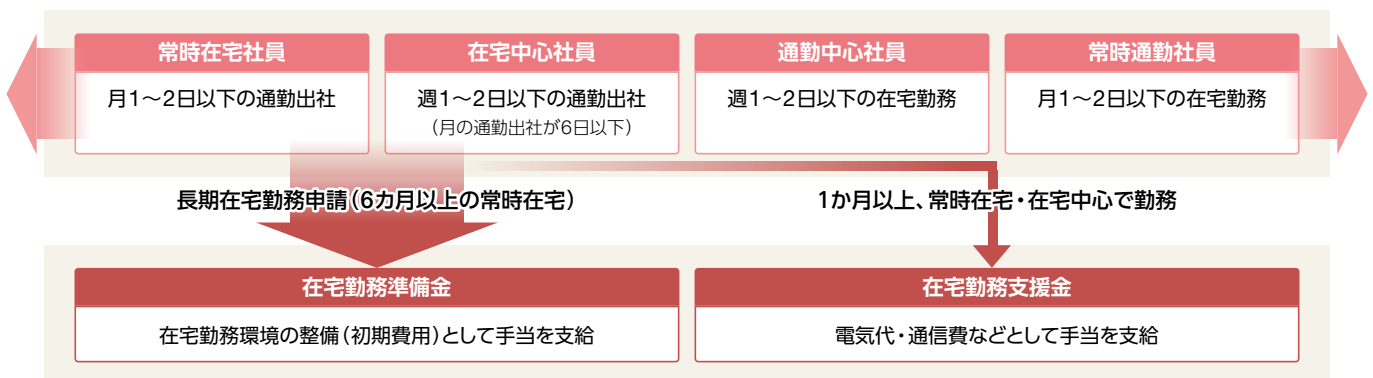 常時在宅社員
月1～2日以下の通勤出社
在宅中心社員
週1～2日以下の通勤出社
（月の通勤出社が6日以下）
通勤中心社員
週1～2日以下の在宅勤務
常時通勤社員
月1～2日以下の在宅勤務
長期在宅勤務申請（6カ月以上の常時在宅）
1か月以上、常時在宅・在宅中心で勤務
在宅勤務準備金
在宅勤務環境の整備（初期費用）として手当を支給
在宅勤務支援金
電気代・通信費などとして手当を支給